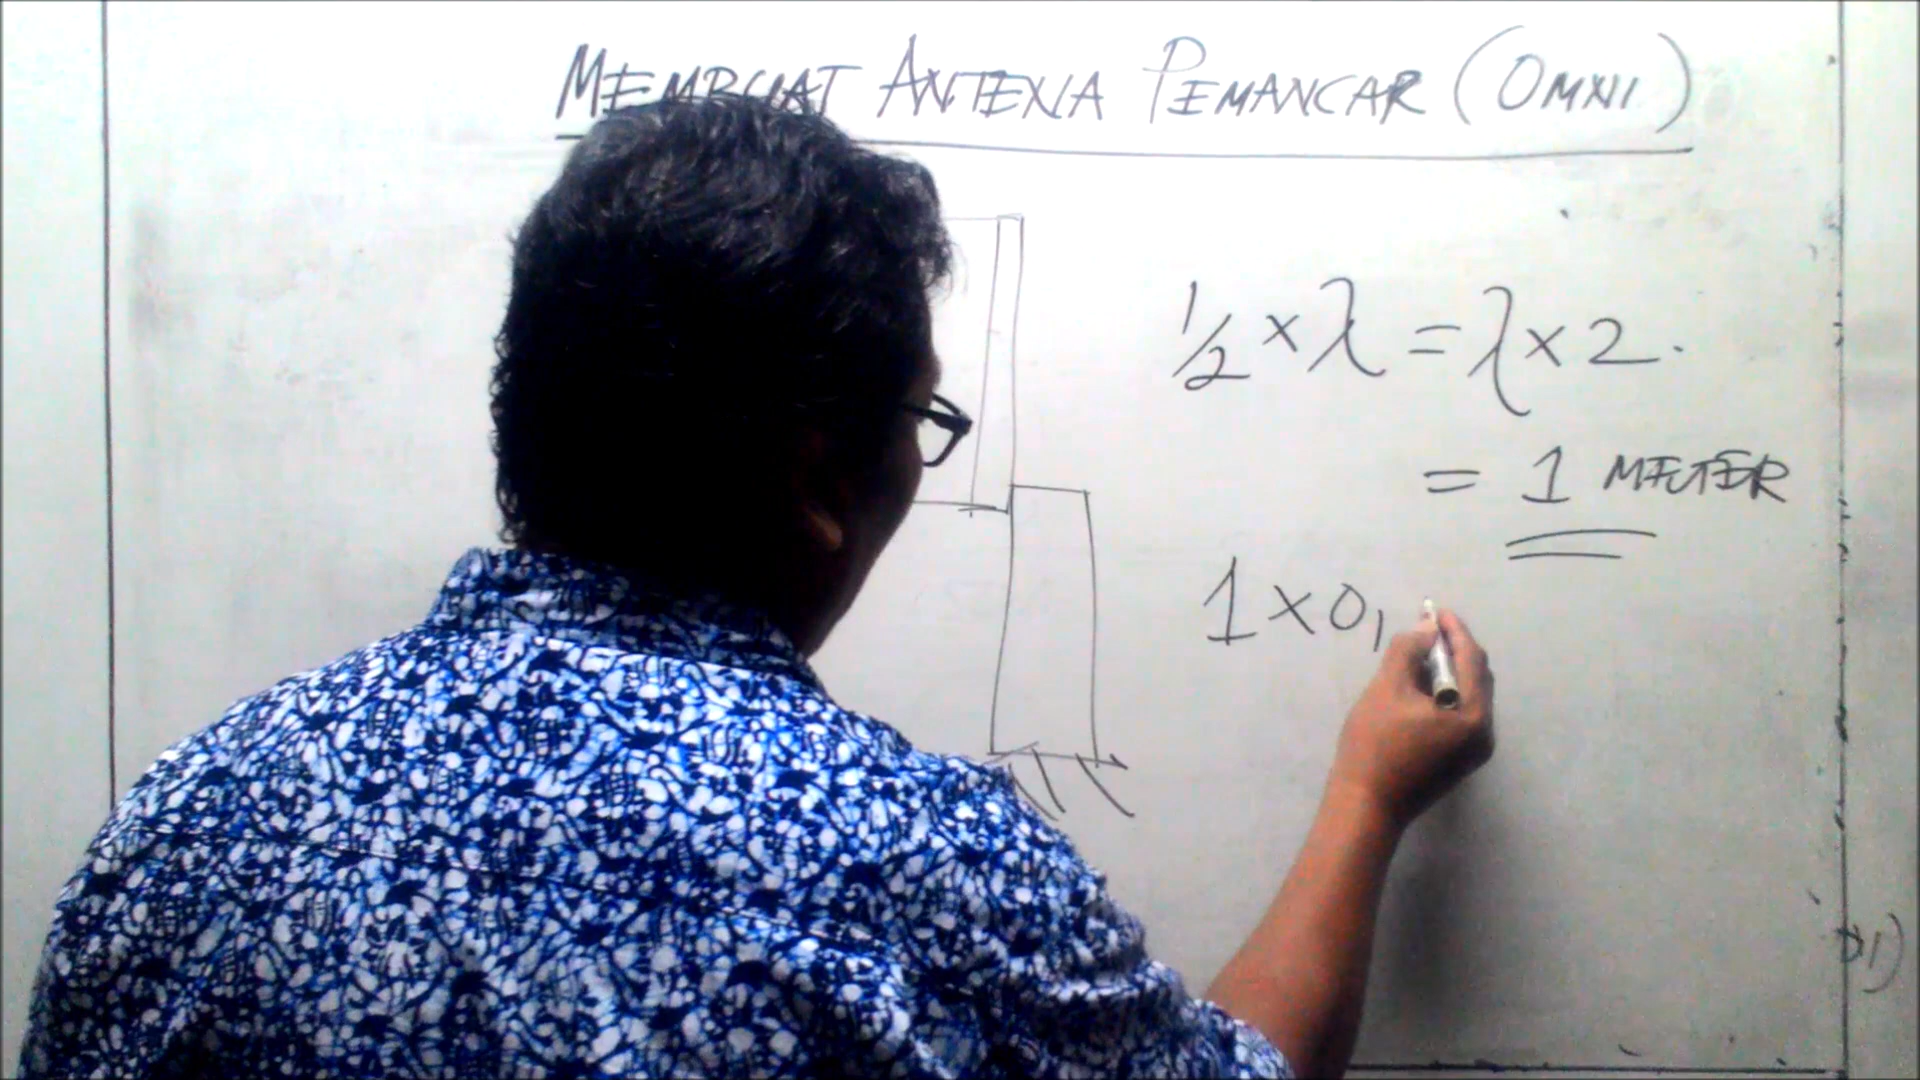 MEMBUAT ANTENA PEMANCAR (OMNI)
½ × λ = λ × 2.
= 1 METER
1 × 0,